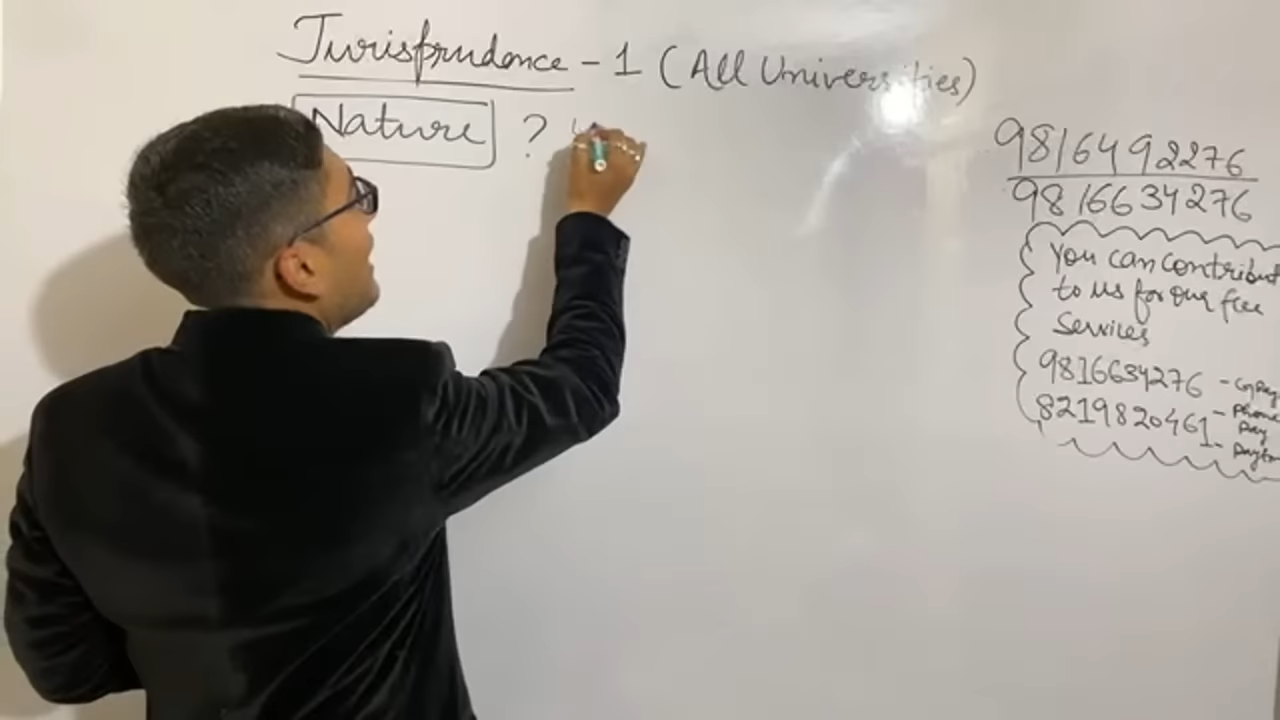 Jurisprudence - 1 (All Universities)
Nature ?
9816492276
9816634276
You can contribut
to us for our free
Services
9816634276 - Gpay
8219820461 - Phone
Pay
- Paytm